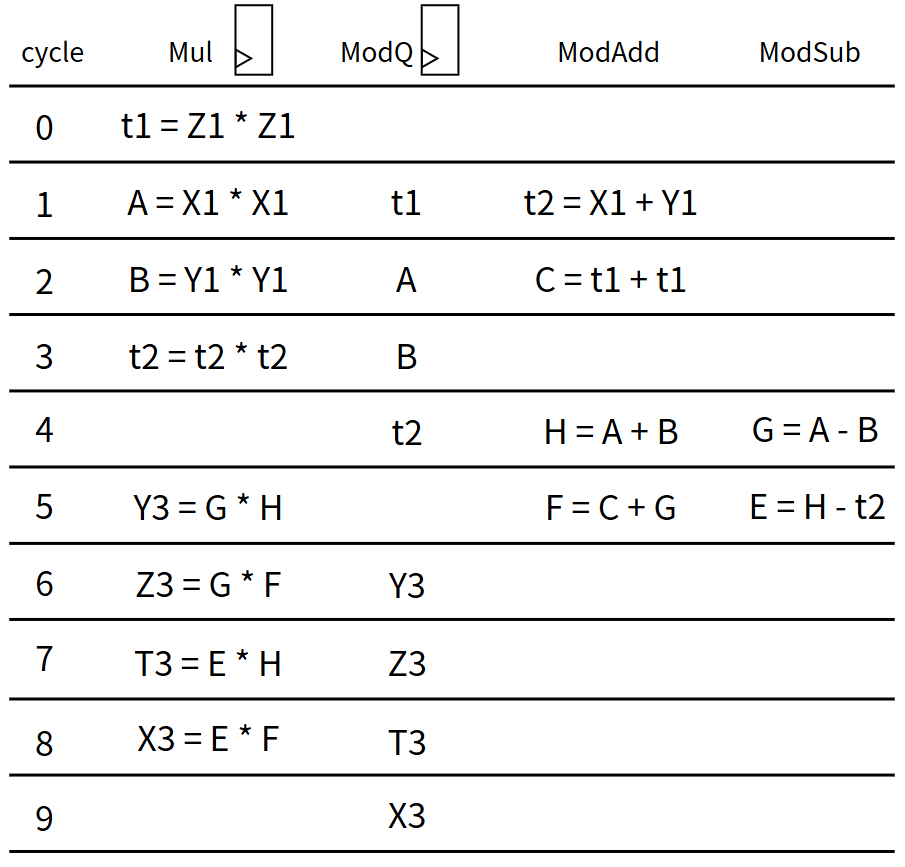 cycle Mul ModQ ModAdd ModSub
0 t1 = Z1 * Z1
1 A = X1 * X1 t1 t2 = X1 + Y1
2 B = Y1 * Y1 A C = t1 + t1
3 t2 = t2 * t2 B
4 t2 H = A + B G = A - B
5 Y3 = G * H F = C + G E = H - t2
6 Z3 = G * F Y3
7 T3 = E * H Z3
8 X3 = E * F T3
9 X3